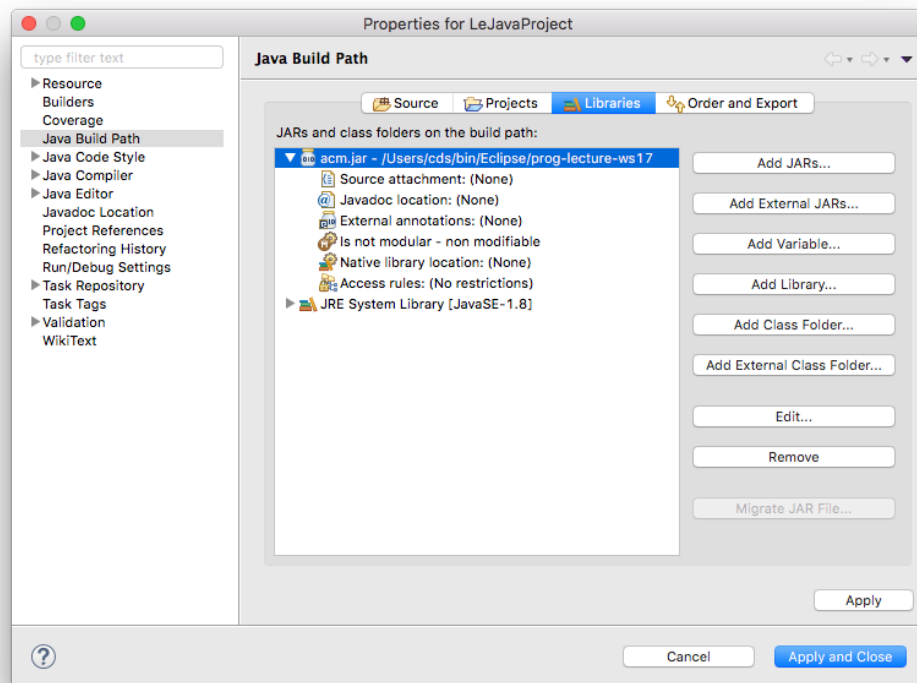 Properties for LeJavaProject
type filter text
Resource
Builders
Coverage
Java Build Path
Java Code Style
Java Compiler
Java Editor
Javadoc Location
Project References
Refactoring History
Run/Debug Settings
Task Repository
Task Tags
Validation
WikiText
Java Build Path
Source
Projects
Libraries
Order and Export
JARs and class folders on the build path:
acm.jar - /Users/cds/bin/Eclipse/prog-lecture-ws17
Source attachment: (None)
Javadoc location: (None)
External annotations: (None)
Is not modular - non modifiable
Native library location: (None)
Access rules: (No restrictions)
JRE System Library [JavaSE-1.8]
Add JARs...
Add External JARs...
Add Variable...
Add Library...
Add Class Folder...
Add External Class Folder...
Edit...
Remove
Migrate JAR File...
Apply
?
Cancel
Apply and Close